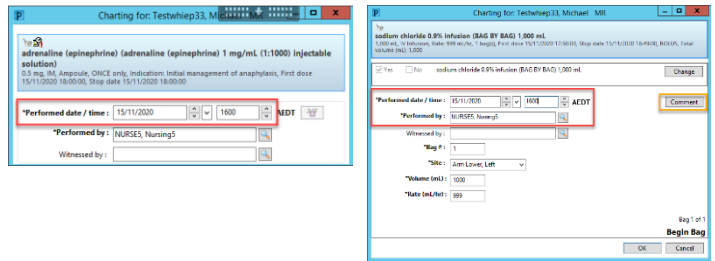 Charting for: Testwhiep33, Michael MR
adrenaline (epinephrine) (adrenaline (epinephrine) 1 mg/mL (1:1000) injectable
solution)
0.5 mg, IM, Ampoule, ONCE only, Indication: Initial management of anaphylaxis, First dose
15/11/2020 18:00:00, Stop date 15/11/2020 18:00:00
*Performed date / time : 15/11/2020 1600 AEDT
*Performed by : NURSE5, Nursing5
Witnessed by :
Charting for: Testwhiep33, Michael MR
sodium chloride 0.9% infusion (BAG BY BAG) 1,000 mL
1,000 mL, IV Infusion, Rate: 999 mL/hr, 1 bag(s), First dose 15/11/2020 17:50:00, Stop date 15/11/2020 18:49:00, BOLUS, Total
Volume (mL): 1,000
Yes No sodium chloride 0.9% infusion (BAG BY BAG) 1,000 mL Change
*Performed date / time : 15/11/2020 1600 AEDT Comment
*Performed by : NURSE5, Nursing5
Witnessed by :
*Bag # : 1
*Site : Arm Lower, Left
*Volume (mL) : 1000
*Rate (mL/hr) : 999
Bag 1 of 1
Begin Bag
OK Cancel